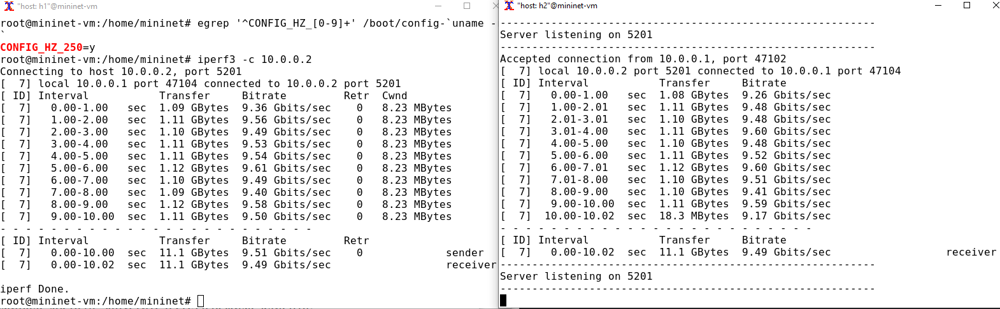 "host: h1"@mininet-vm
root@mininet-vm:/home/mininet# egrep '^CONFIG_HZ_[0-9]+' /boot/config-`uname -
`
CONFIG_HZ_250=y
root@mininet-vm:/home/mininet# iperf3 -c 10.0.0.2
Connecting to host 10.0.0.2, port 5201
[  7] local 10.0.0.1 port 47104 connected to 10.0.0.2 port 5201
[ ID] Interval           Transfer     Bitrate         Retr  Cwnd
[  7]   0.00-1.00   sec  1.09 GBytes  9.36 Gbits/sec    0   8.23 MBytes
[  7]   1.00-2.00   sec  1.11 GBytes  9.56 Gbits/sec    0   8.23 MBytes
[  7]   2.00-3.00   sec  1.10 GBytes  9.49 Gbits/sec    0   8.23 MBytes
[  7]   3.00-4.00   sec  1.11 GBytes  9.53 Gbits/sec    0   8.23 MBytes
[  7]   4.00-5.00   sec  1.11 GBytes  9.54 Gbits/sec    0   8.23 MBytes
[  7]   5.00-6.00   sec  1.12 GBytes  9.61 Gbits/sec    0   8.23 MBytes
[  7]   6.00-7.00   sec  1.10 GBytes  9.49 Gbits/sec    0   8.23 MBytes
[  7]   7.00-8.00   sec  1.09 GBytes  9.40 Gbits/sec    0   8.23 MBytes
[  7]   8.00-9.00   sec  1.12 GBytes  9.58 Gbits/sec    0   8.23 MBytes
[  7]   9.00-10.00  sec  1.11 GBytes  9.50 Gbits/sec    0   8.23 MBytes
- - - - - - - - - - - - - - - - - - - - - - - - -
[ ID] Interval           Transfer     Bitrate         Retr
[  7]   0.00-10.00  sec  11.1 GBytes  9.51 Gbits/sec    0             sender
[  7]   0.00-10.02  sec  11.1 GBytes  9.49 Gbits/sec                  receiver
iperf Done.
root@mininet-vm:/home/mininet#
"host: h2"@mininet-vm
-----------------------------------------------------------
Server listening on 5201
-----------------------------------------------------------
Accepted connection from 10.0.0.1, port 47102
[  7] local 10.0.0.2 port 5201 connected to 10.0.0.1 port 47104
[ ID] Interval           Transfer     Bitrate
[  7]   0.00-1.00   sec  1.08 GBytes  9.26 Gbits/sec
[  7]   1.00-2.01   sec  1.11 GBytes  9.48 Gbits/sec
[  7]   2.01-3.01   sec  1.10 GBytes  9.48 Gbits/sec
[  7]   3.01-4.00   sec  1.11 GBytes  9.60 Gbits/sec
[  7]   4.00-5.00   sec  1.10 GBytes  9.48 Gbits/sec
[  7]   5.00-6.00   sec  1.11 GBytes  9.52 Gbits/sec
[  7]   6.00-7.01   sec  1.12 GBytes  9.60 Gbits/sec
[  7]   7.01-8.00   sec  1.10 GBytes  9.51 Gbits/sec
[  7]   8.00-9.00   sec  1.10 GBytes  9.41 Gbits/sec
[  7]   9.00-10.00  sec  1.11 GBytes  9.59 Gbits/sec
[  7]  10.00-10.02  sec  18.3 MBytes  9.17 Gbits/sec
- - - - - - - - - - - - - - - - - - - - - - - - -
[ ID] Interval           Transfer     Bitrate
[  7]   0.00-10.02  sec  11.1 GBytes  9.49 Gbits/sec                  receiver
-----------------------------------------------------------
Server listening on 5201
-----------------------------------------------------------